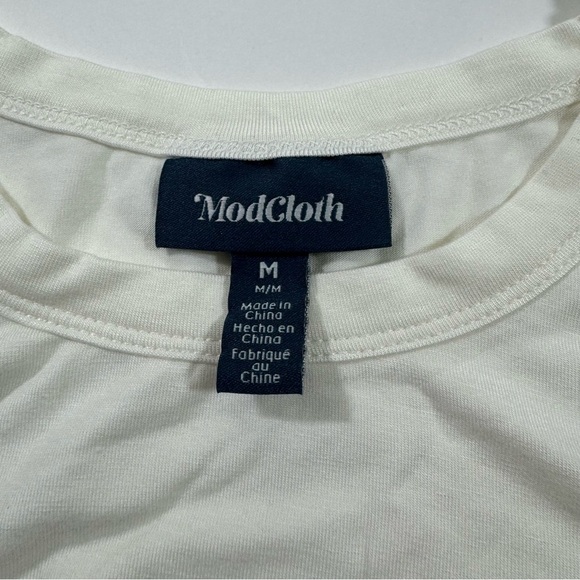 ModCloth
M
M/M
Made in
China
Hecho en
China
Fabriqué
au
Chine